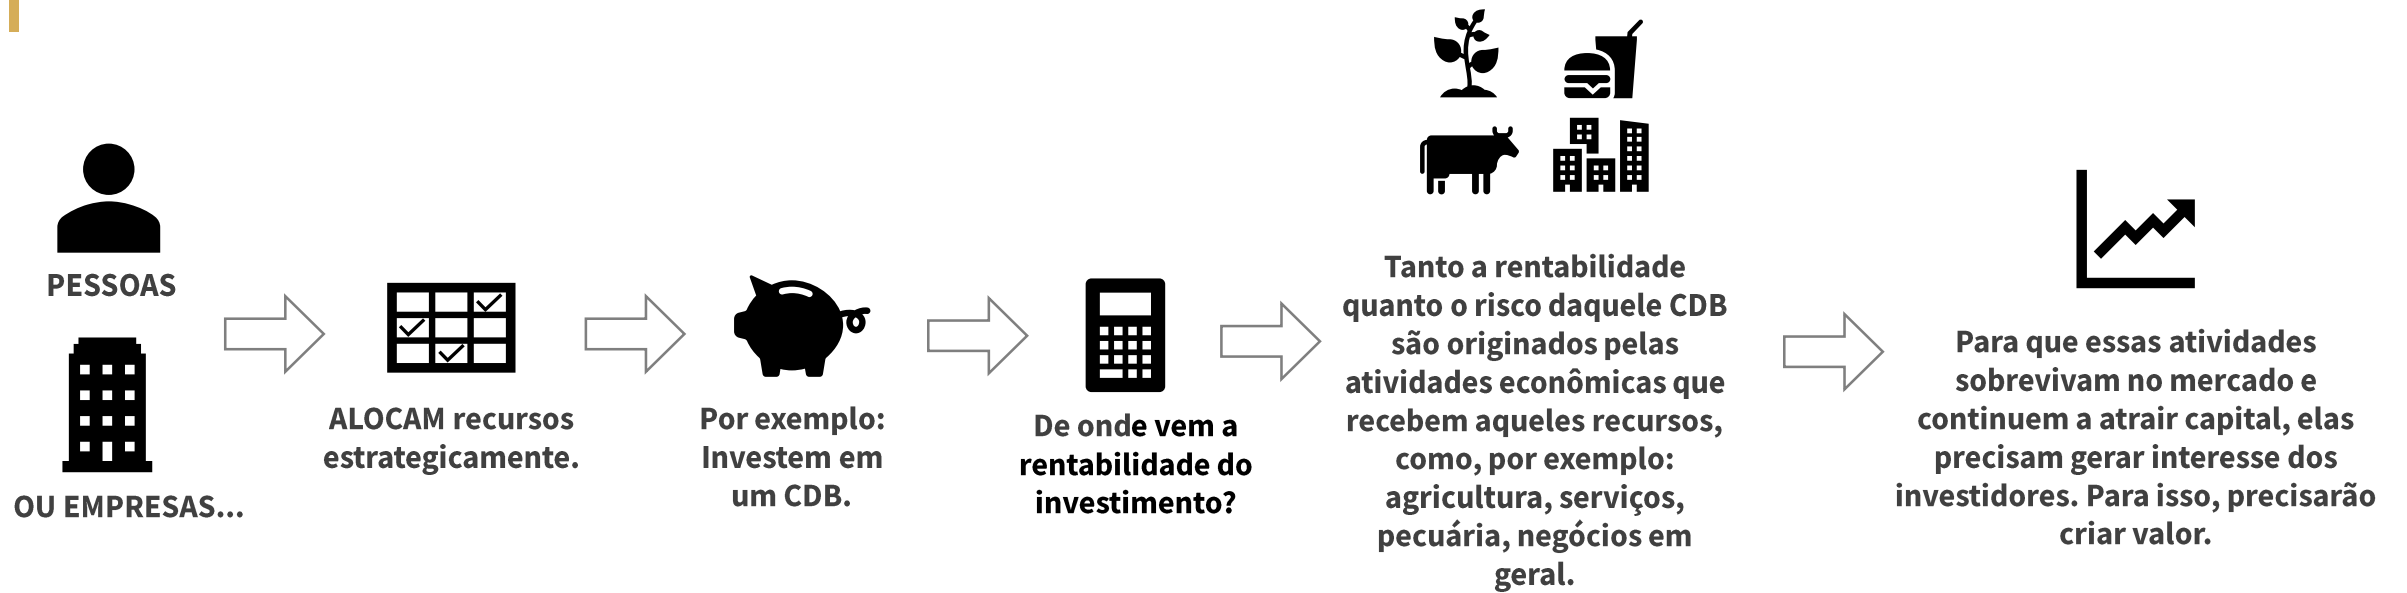 PESSOAS
OU EMPRESAS...
ALOCAM recursos
estrategicamente.
Por exemplo:
Investem em
um CDB.
De onde vem a
rentabilidade do
investimento?
Tanto a rentabilidade
quanto o risco daquele CDB
são originados pelas
atividades econômicas que
recebem aqueles recursos,
como, por exemplo:
agricultura, serviços,
pecuária, negócios em
geral.
Para que essas atividades
sobrevivam no mercado e
continuem a atrair capital, elas
precisam gerar interesse dos
investidores. Para isso, precisarão
criar valor.